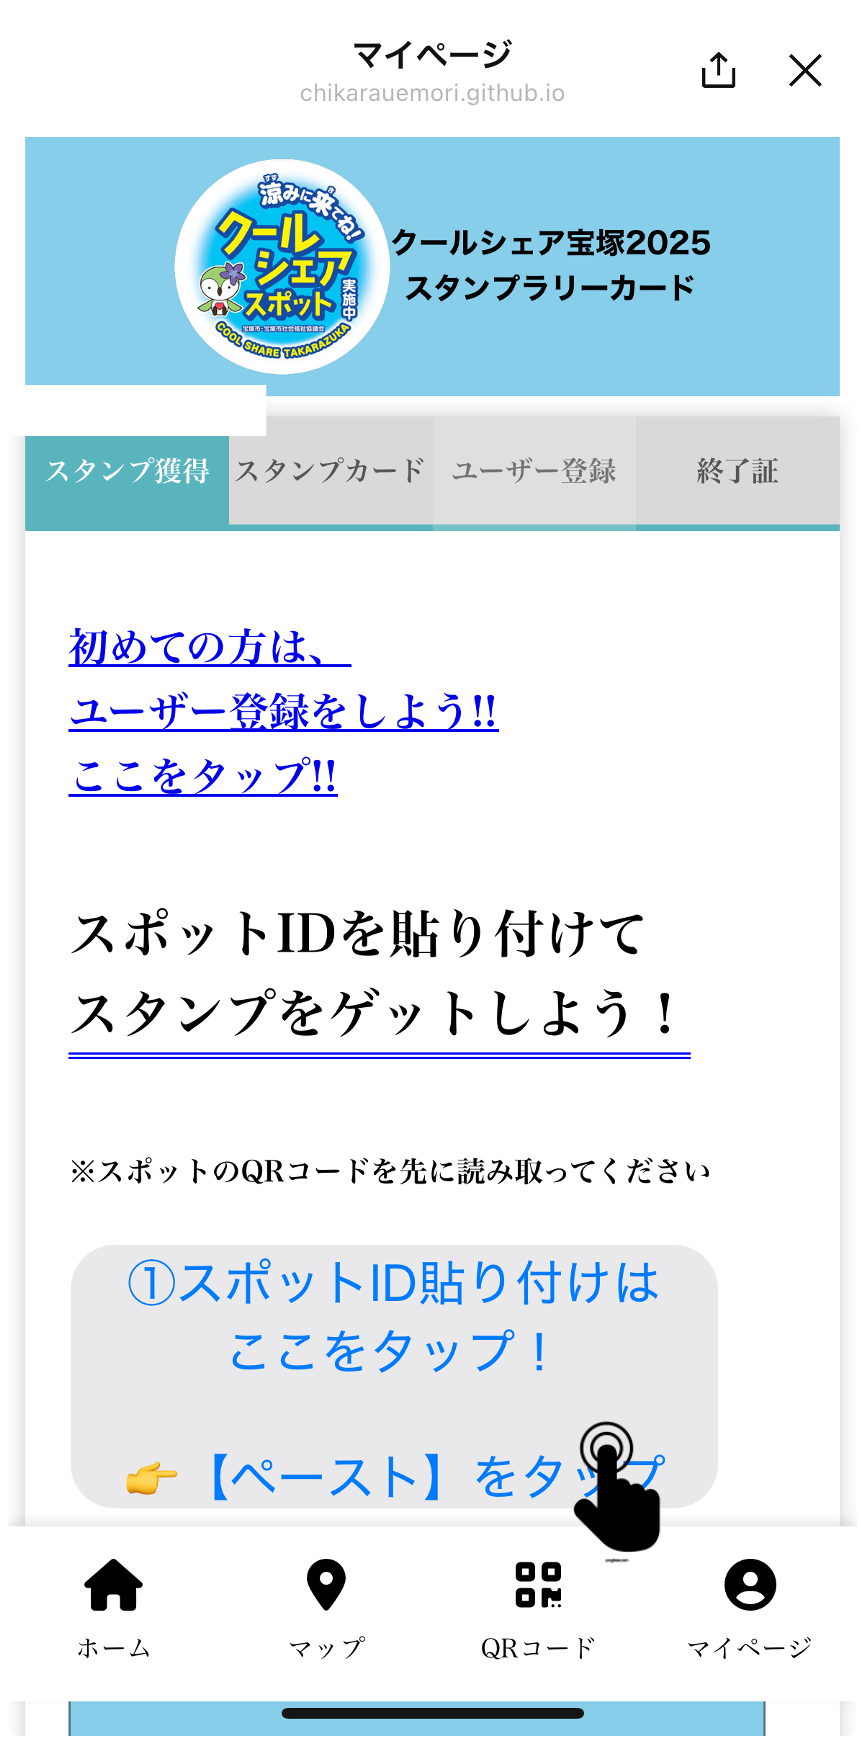 マイページ
chikarauemori.github.io
涼みに来てね!
クール
シェア
スポット
実施中
宝塚市・宝塚市社会福祉協議会
COOL SHARE TAKARAZUKA
クールシェア宝塚2025
スタンプラリーカード
スタンプ獲得 スタンプカード ユーザー登録 終了証
初めての方は、
ユーザー登録をしよう!!
ここをタップ!!
スポットIDを貼り付けて
スタンプをゲットしよう！
※スポットのQRコードを先に読み取ってください
①スポットID貼り付けは
ここをタップ！
👉【ペースト】をタップ
ホーム マップ QRコード マイページ